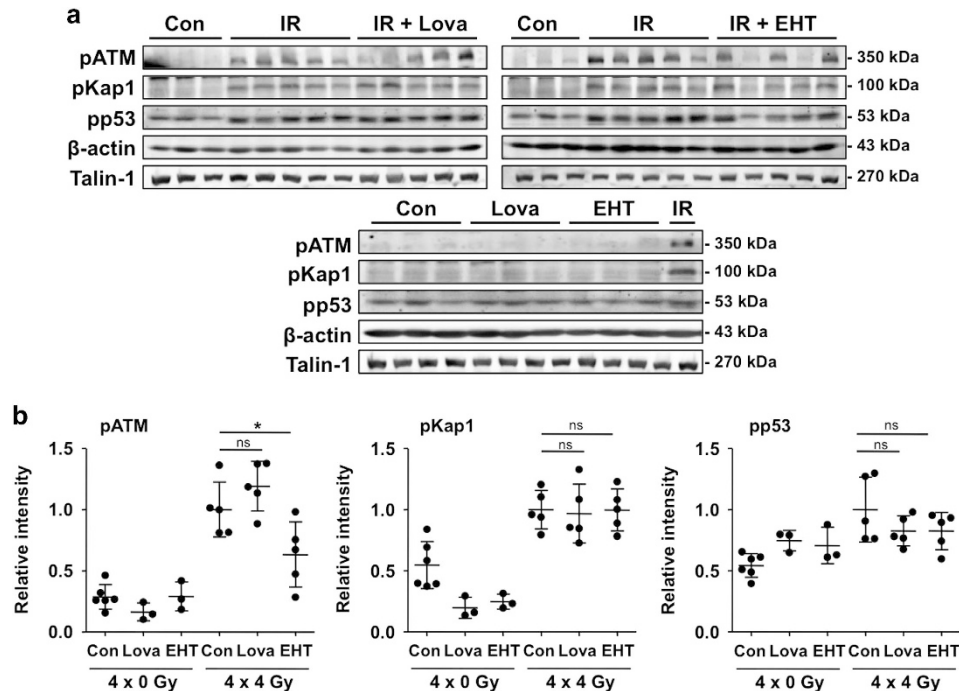 a
Con IR IR + Lova IR IR + EHT
Con
pATM - 350 kDa
pKap1 - 100 kDa
pp53 - 53 kDa
β-actin - 43 kDa
Talin-1 - 270 kDa
Con Lova EHT IR
pATM - 350 kDa
pKap1 - 100 kDa
pp53 - 53 kDa
β-actin - 43 kDa
Talin-1 - 270 kDa
b
pATM
Relative intensity
1.5
1.0
0.5
0.0
*
ns
Con Lova EHT Con Lova EHT
4 x 0 Gy 4 x 4 Gy
pKap1
Relative intensity
1.5
1.0
0.5
0.0
ns
ns
Con Lova EHT Con Lova EHT
4 x 0 Gy 4 x 4 Gy
pp53
Relative intensity
1.5
1.0
0.5
0.0
ns
ns
Con Lova EHT Con Lova EHT
4 x 0 Gy 4 x 4 Gy